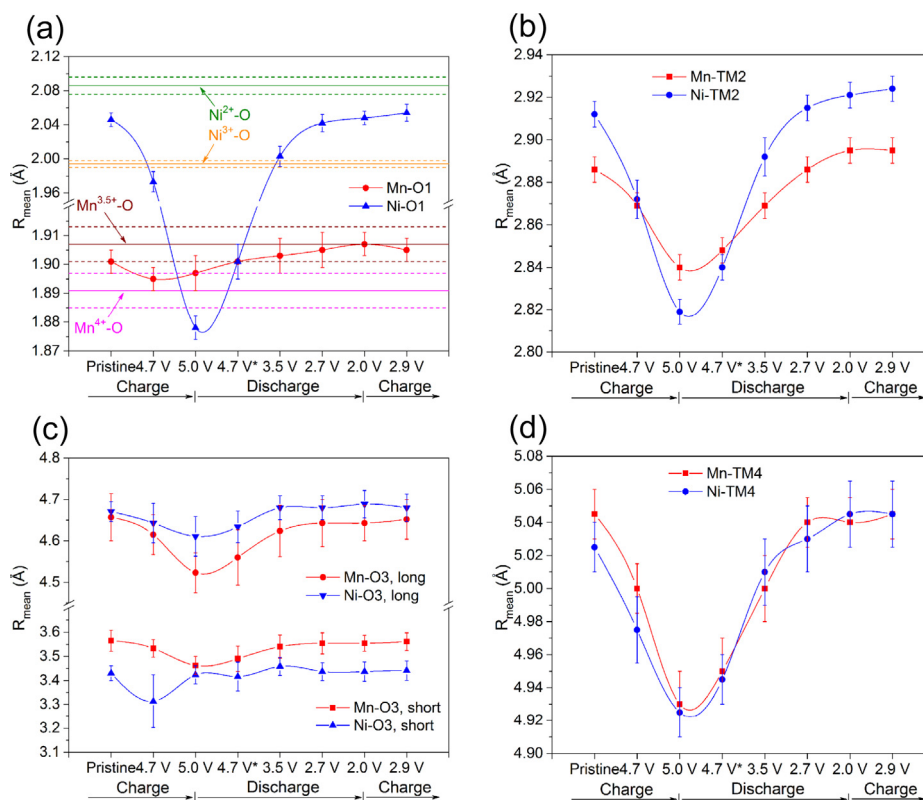 (a)
2.12
2.08
2.04
2.00
1.96
1.91
1.90
1.89
1.88
1.87
R_mean (Å)
Ni²⁺-O
Ni³⁺-O
Mn³·⁵⁺-O
Mn⁴⁺-O
Mn-O1
Ni-O1
Pristine 4.7 V 5.0 V 4.7 V* 3.5 V 2.7 V 2.0 V 2.9 V
Charge Discharge Charge
(b)
2.94
2.92
2.90
2.88
2.86
2.84
2.82
2.80
R_mean (Å)
Mn-TM2
Ni-TM2
Pristine 4.7 V 5.0 V 4.7 V* 3.5 V 2.7 V 2.0 V 2.9 V
Charge Discharge Charge
(c)
4.8
4.7
4.6
4.5
3.6
3.5
3.4
3.3
3.2
3.1
R_mean (Å)
Mn-O3, long
Ni-O3, long
Mn-O3, short
Ni-O3, short
Pristine 4.7 V 5.0 V 4.7 V* 3.5 V 2.7 V 2.0 V 2.9 V
Charge Discharge Charge
(d)
5.06
5.04
5.02
5.00
4.98
4.96
4.94
4.92
4.90
R_mean (Å)
Mn-TM4
Ni-TM4
Pristine 4.7 V 5.0 V 4.7 V* 3.5 V 2.7 V 2.0 V 2.9 V
Charge Discharge Charge